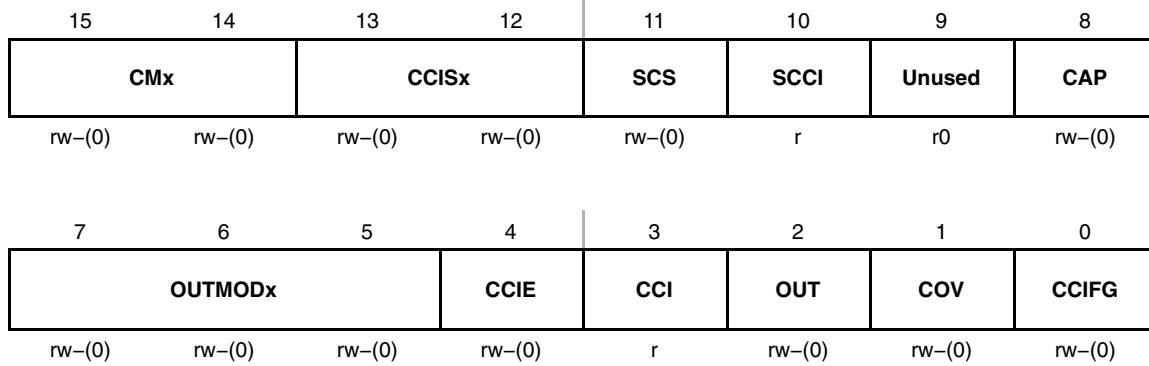 15 14 13 12 11 10 9 8
CMx CCISx SCS SCCI Unused CAP
rw−(0) rw−(0) rw−(0) rw−(0) rw−(0) r r0 rw−(0)
7 6 5 4 3 2 1 0
OUTMODx CCIE CCI OUT COV CCIFG
rw−(0) rw−(0) rw−(0) rw−(0) r rw−(0) rw−(0) rw−(0)